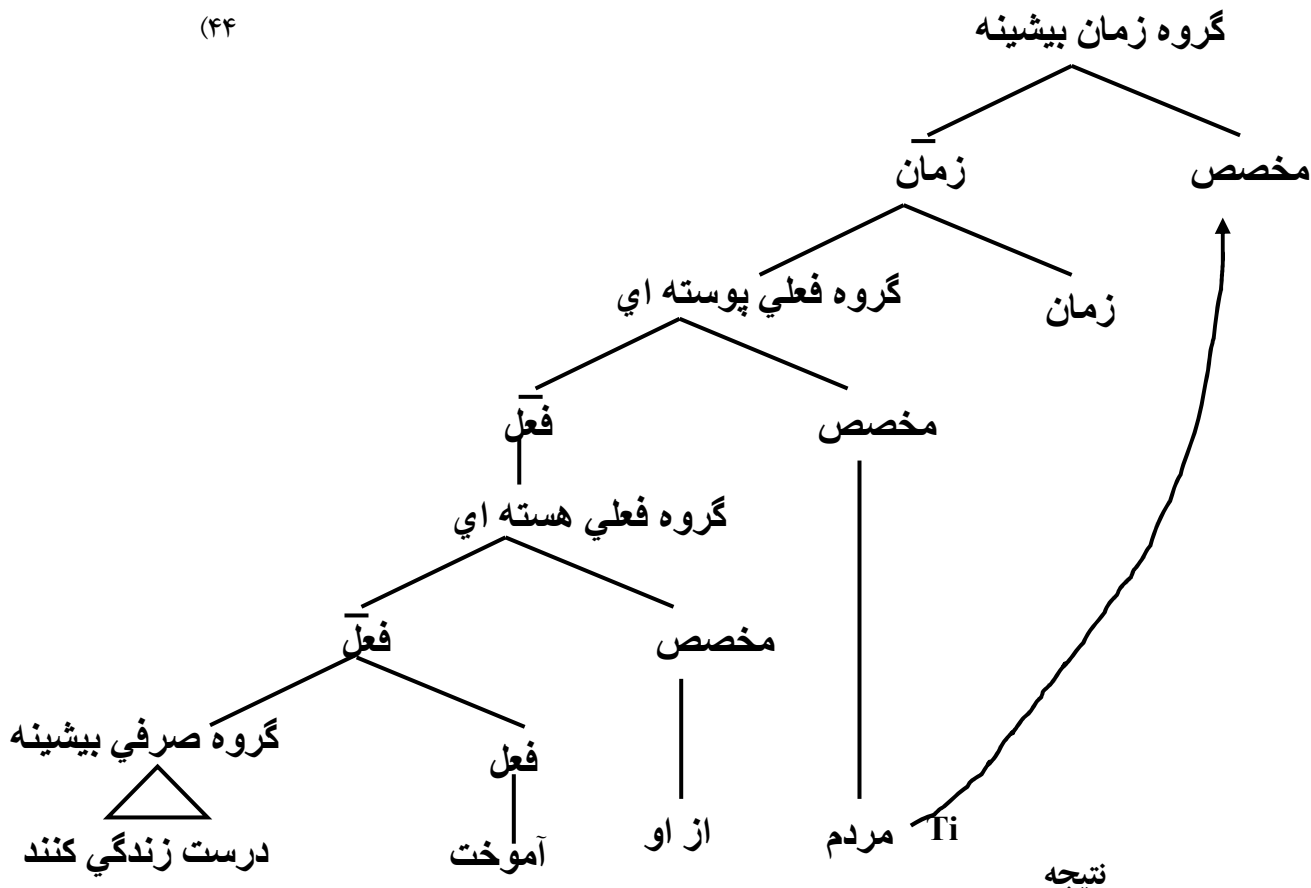 ۴۴)
گروه زمان بيشينه
مخصص زمان
زمان گروه فعلي پوسته اي
مخصص فعل
گروه فعلي هسته اي
مخصص فعل
فعل گروه صرفي بيشينه
Ti مردم از او آموخت درست زندگي كنند
نتيجه